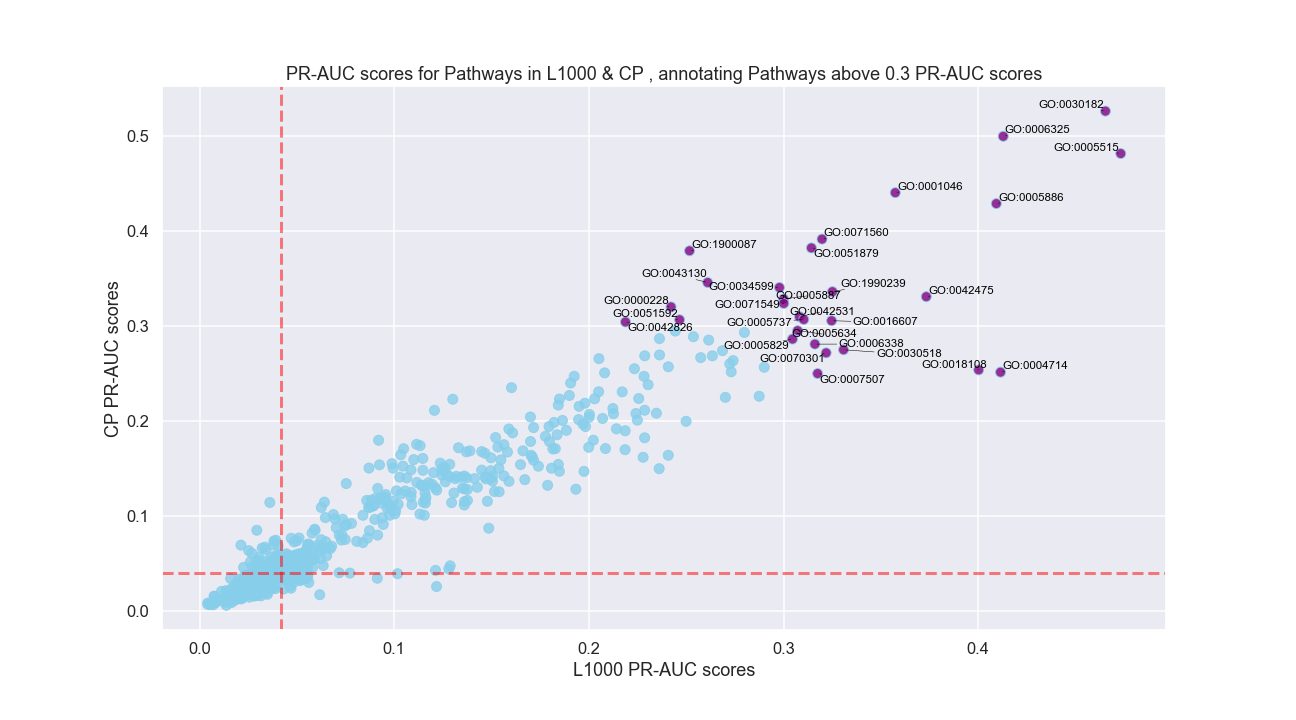 PR-AUC scores for Pathways in L1000 & CP , annotating Pathways above 0.3 PR-AUC scores
GO:0030182
GO:0006325
GO:0005515
GO:0001046
GO:0005886
GO:0071560
GO:1900087
GO:0051879
GO:0043130
GO:0034599
GO:1990239
GO:0042475
GO:0005887
GO:0000228
GO:0071549
GO:0042531
GO:0051592
GO:0005737
GO:0016607
GO:0042826
GO:0005634
GO:0005829
GO:0006338
GO:0030518
GO:0070301
GO:0018108
GO:0004714
GO:0007507
0.5
0.4
0.3
0.2
0.1
0.0
CP PR-AUC scores
0.0
0.1
0.2
0.3
0.4
L1000 PR-AUC scores